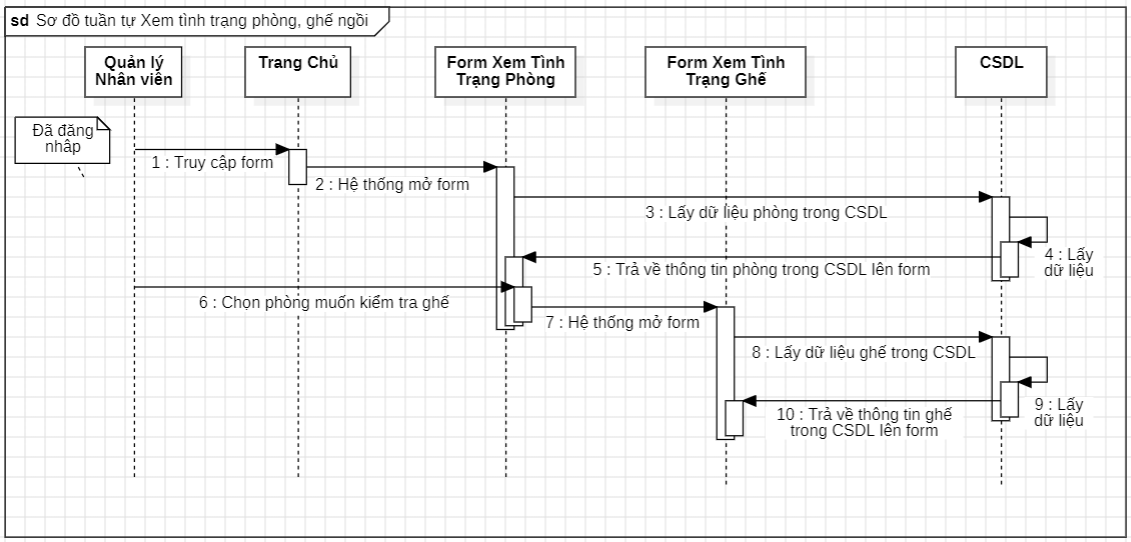 sd Sơ đồ tuần tự Xem tình trạng phòng, ghế ngồi
Quản lý
Nhân viên
Trang Chủ
Form Xem Tình
Trạng Phòng
Form Xem Tình
Trạng Ghế
CSDL
Đã đăng
nhâp
1 : Truy cập form
2 : Hệ thống mở form
3 : Lấy dữ liệu phòng trong CSDL
4 : Lấy
dữ liệu
5 : Trả về thông tin phòng trong CSDL lên form
6 : Chọn phòng muốn kiểm tra ghế
7 : Hệ thống mở form
8 : Lấy dữ liệu ghế trong CSDL
9 : Lấy
dữ liệu
10 : Trả về thông tin ghế
trong CSDL lên form